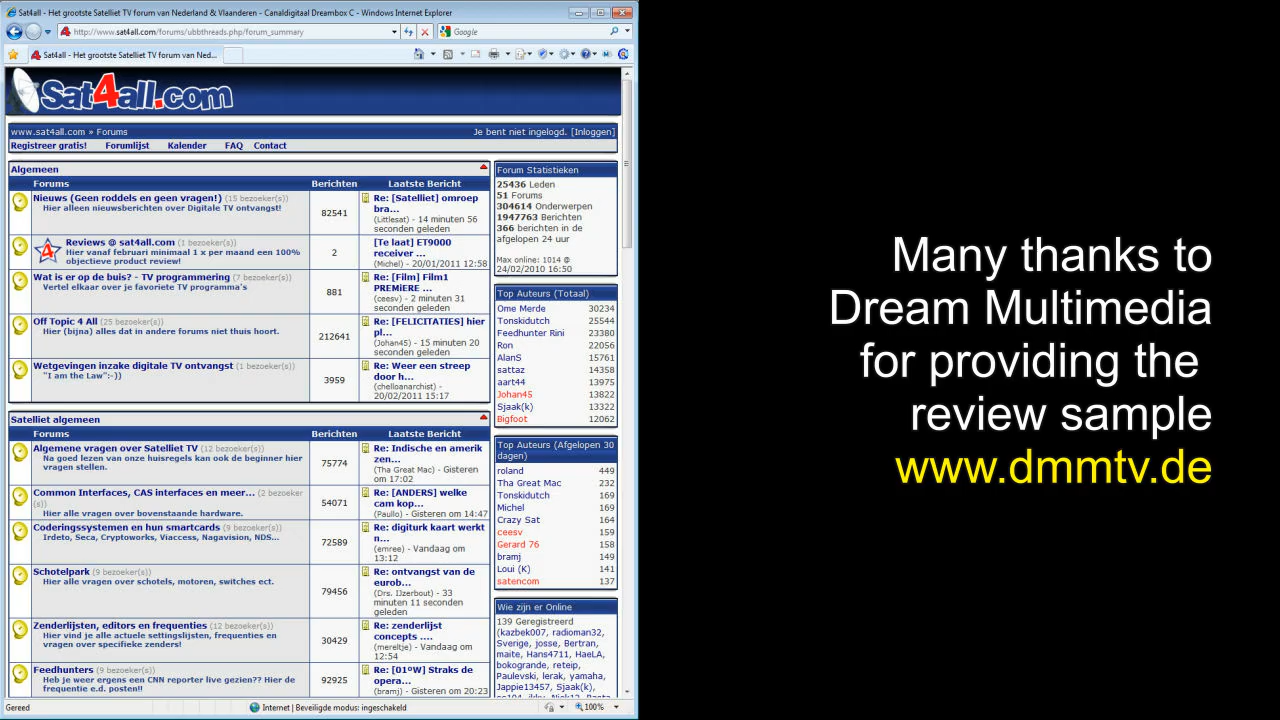 Sat4all - Het grootste Satelliet TV forum van Nederland & Vlaanderen - Canaldigitaal Dreambox C - Windows Internet Explorer
http://www.sat4all.com/forums/ubbthreads.php/forum_summary
Google
Sat4all - Het grootste Satelliet TV forum van Ned...
Sat4all.com
www.sat4all.com » Forums
Je bent niet ingelogd. [Inloggen]
Registreer gratis! Forumlijst Kalender FAQ Contact
Algemeen
Forums Berichten Laatste Bericht
Nieuws (Geen roddels en geen vragen!) (15 bezoeker(s))
Hier alleen nieuwsberichten over Digitale TV ontvangst!
82541
Re: [Satelliet] omroep
bra...
(Littlesat) - 14 minuten 56
seconden geleden
4
Reviews @ sat4all.com (1 bezoeker(s))
Hier vanaf februari minimaal 1 x per maand een 100%
objectieve product review!
2
[Te laat] ET9000
receiver ...
(Michel) - 20/01/2011 12:58
Wat is er op de buis? - TV programmering (7 bezoeker(s))
Vertel elkaar over je favoriete TV programma's
881
Re: [Film] Film1
PREMiERE ...
(ceesv) - 2 minuten 31
seconden geleden
Off Topic 4 All (25 bezoeker(s))
Hier (bijna) alles dat in andere forums niet thuis hoort.
212641
Re: [FELICITATIES] hier
pl...
(Johan45) - 15 minuten 20
seconden geleden
Wetgevingen inzake digitale TV ontvangst (1 bezoeker(s))
"I am the Law":-))
3959
Re: Weer een streep
door h...
(chelloanarchist) -
20/02/2011 15:17
Satelliet algemeen
Forums Berichten Laatste Bericht
Algemene vragen over Satelliet TV (12 bezoeker(s))
Na goed lezen van onze huisregels kan ook de beginner hier
vragen stellen.
75774
Re: Indische en amerik
zen...
(Tha Great Mac) - Gisteren
om 17:02
Common Interfaces, CAS interfaces en meer... (2 bezoeker
(s))
Hier alle vragen over bovenstaande hardware.
54071
Re: [ANDERS] welke
cam kop...
(Paullo) - Gisteren om 14:47
Coderingssystemen en hun smartcards (9 bezoeker(s))
Irdeto, Seca, Cryptoworks, Viaccess, Nagavision, NDS...
72589
Re: digiturk kaart werkt
n...
(emree) - Vandaag om
13:12
Schotelpark (9 bezoeker(s))
Hier alle vragen over schotels, motoren, switches ect.
79456
Re: ontvangst van de
eurob...
(Drs. IJzerbout) - 33
minuten 11 seconden
geleden
Zenderlijsten, editors en frequenties (12 bezoeker(s))
Hier vind je alle actuele settingslijsten, frequenties en
vragen over specifieke zenders!
30429
Re: zenderlijst
concepts ....
(mereltje) - Vandaag om
12:54
Feedhunters (9 bezoeker(s))
Heb je weer ergens een CNN reporter live gezien?? Hier de
frequentie e.d. posten!!
92925
Re: [01ºW] Straks de
opera...
(bramj) - Gisteren om 20:23
Forum Statistieken
25436 Leden
51 Forums
304614 Onderwerpen
1947763 Berichten
366 berichten in de
afgelopen 24 uur
Max online: 1014 @
24/02/2010 16:50
Top Auteurs (Totaal)
Ome Merde 30234
Tonskidutch 25544
Feedhunter Rini 23380
Ron 22056
AlanS 15761
sattaz 14358
aart44 13975
Johan45 13822
Sjaak(k) 13322
Bigfoot 12062
Top Auteurs (Afgelopen 30
dagen)
roland 449
Tha Great Mac 232
Tonskidutch 169
Michel 169
Crazy Sat 164
ceesv 159
Gerard 76 158
bramj 149
Loui (K) 141
satencom 137
Wie zijn er Online
139 Geregistreerd
(kazbek007, radioman32,
Sverige, josse, Bertran,
maite, Hans4711, HaeLA,
bokogrande, reteip,
Paulevski, lerak, yamaha,
Jappie13457, Sjaak(k),
Gereed
Internet | Beveiligde modus: ingeschakeld
100%
Many thanks to
Dream Multimedia
for providing the
review sample
www.dmmtv.de